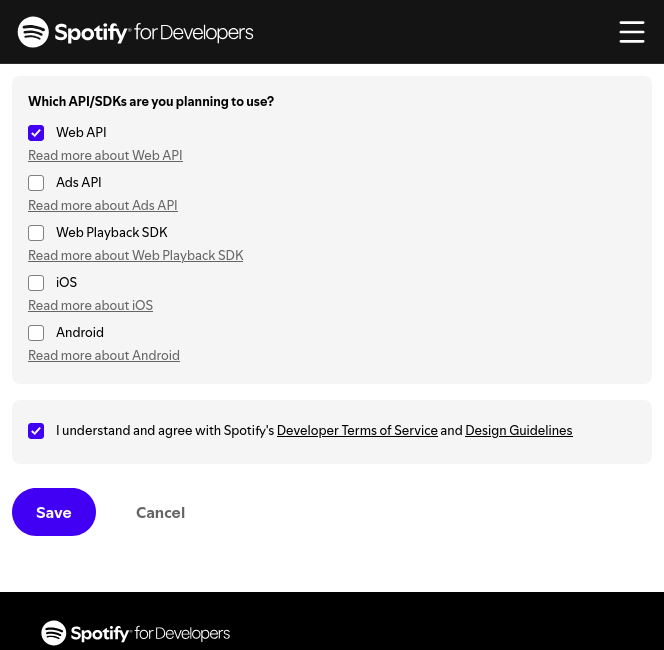 Spotify® for Developers
Which API/SDKs are you planning to use?
Web API
Read more about Web API
Ads API
Read more about Ads API
Web Playback SDK
Read more about Web Playback SDK
iOS
Read more about iOS
Android
Read more about Android
I understand and agree with Spotify's Developer Terms of Service and Design Guidelines
Save Cancel
Spotify® for Developers